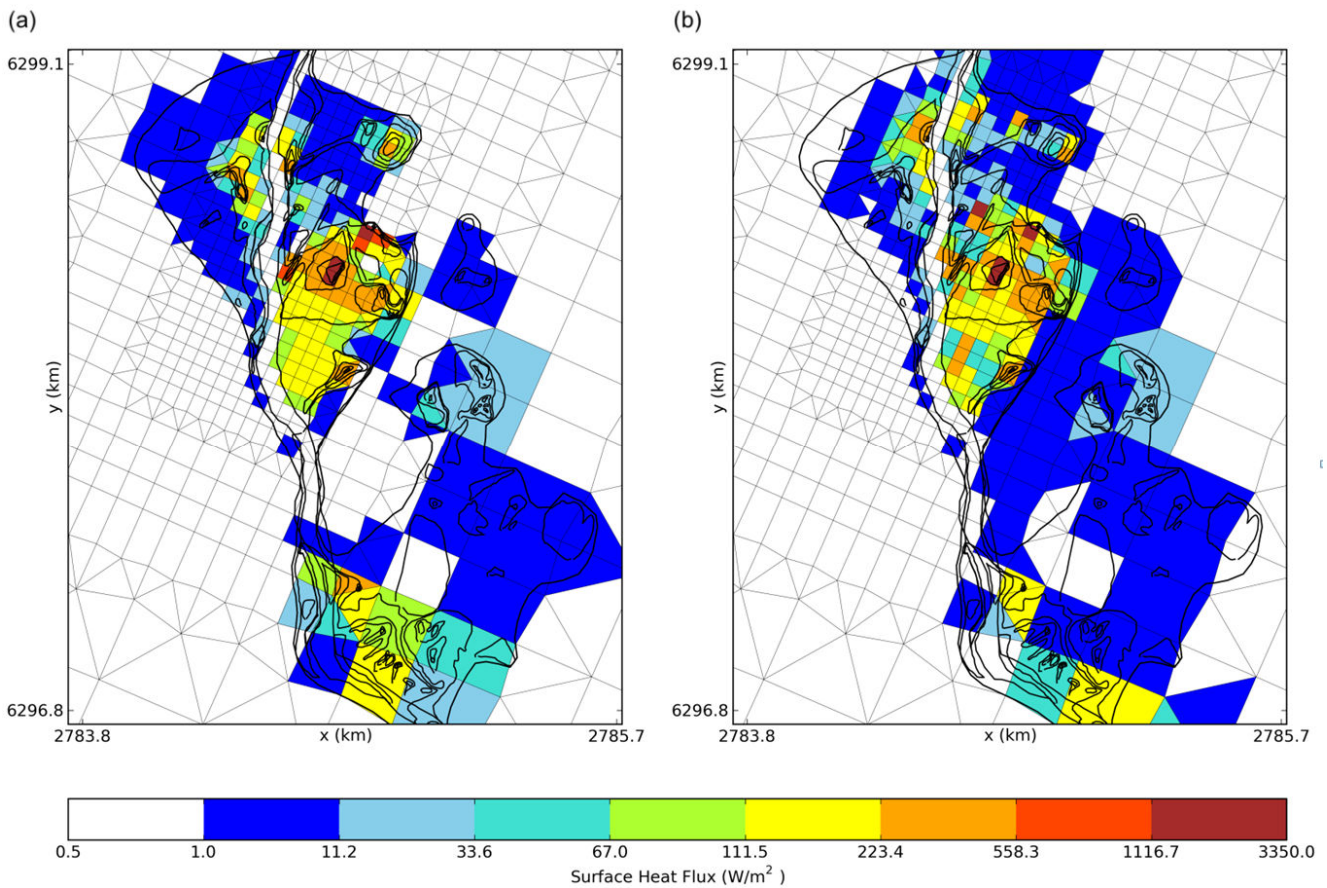 (a)
(b)
6299.1
6299.1
y (km)
y (km)
6296.8
6296.8
2783.8
x (km)
2785.7
2783.8
x (km)
2785.7
0.5
1.0
11.2
33.6
67.0
111.5
223.4
558.3
1116.7
3350.0
Surface Heat Flux (W/m²)